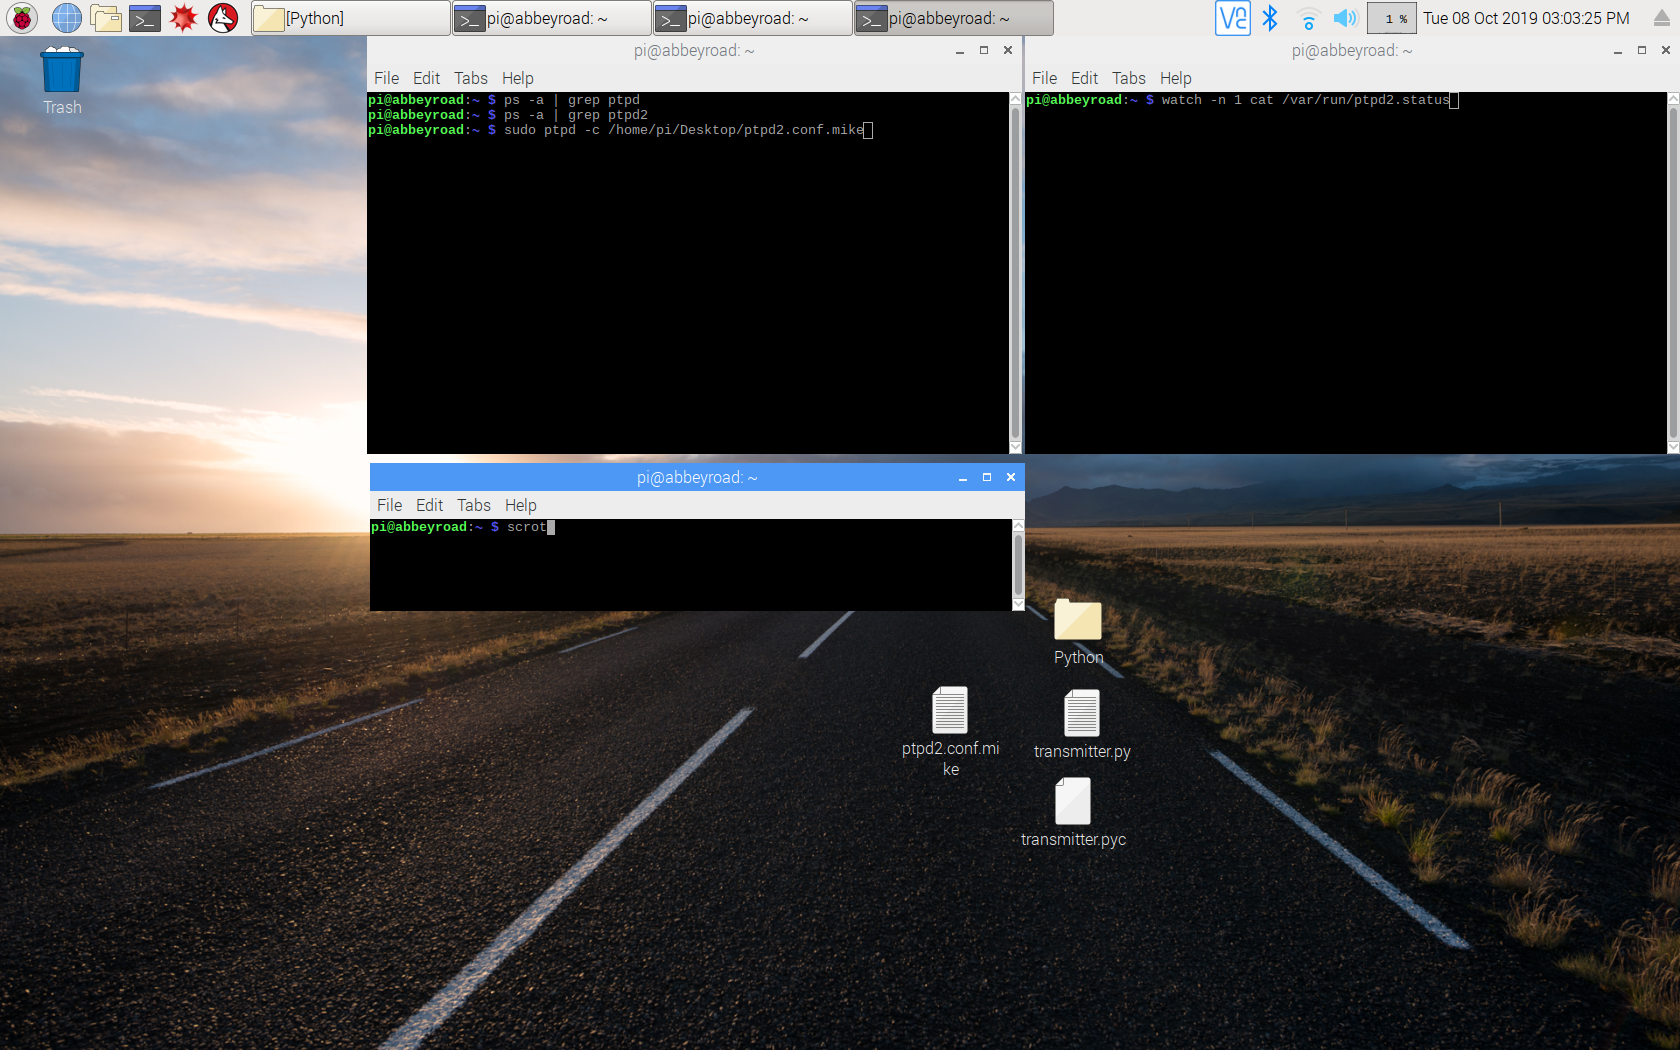 [Python]
pi@abbeyroad: ~
pi@abbeyroad: ~
pi@abbeyroad: ~
1 %
Tue 08 Oct 2019 03:03:25 PM
Trash
pi@abbeyroad: ~
File Edit Tabs Help
pi@abbeyroad:~ $ ps -a | grep ptpd
pi@abbeyroad:~ $ ps -a | grep ptpd2
pi@abbeyroad:~ $ sudo ptpd -c /home/pi/Desktop/ptpd2.conf.mike
pi@abbeyroad: ~
File Edit Tabs Help
pi@abbeyroad:~ $ watch -n 1 cat /var/run/ptpd2.status
pi@abbeyroad: ~
File Edit Tabs Help
pi@abbeyroad:~ $ scrot
Python
ptpd2.conf.mi
ke
transmitter.py
transmitter.pyc